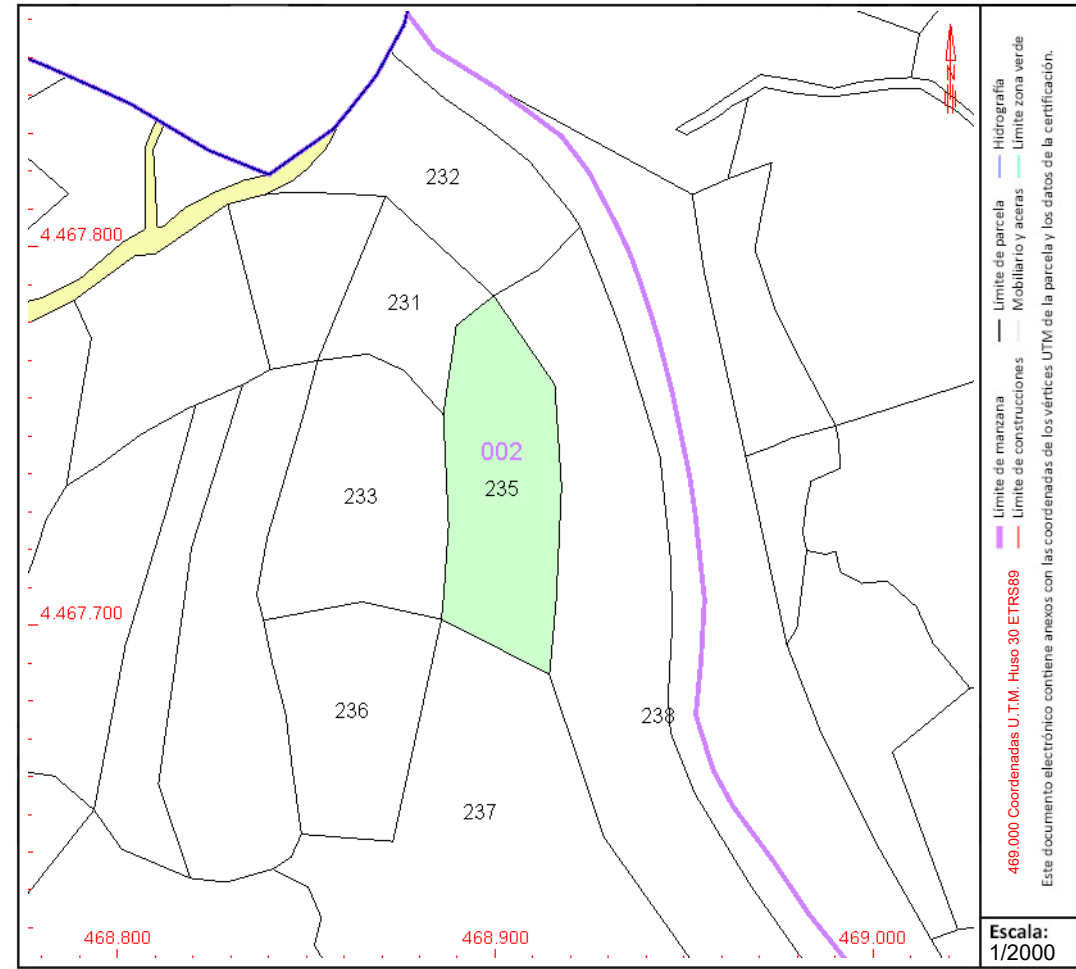 232
4.467.800
231
002
235
233
4.467.700
236
238
237
468.800
468.900
469.000
N
Límite de manzana
Límite de parcela
Hidrografía
Límite de construcciones
Mobiliario y aceras
Límite zona verde
469.000 Coordenadas U.T.M. Huso 30 ETRS89
Este documento electrónico contiene anexos con las coordenadas de los vértices UTM de la parcela y los datos de la certificación.
Escala:
1/2000